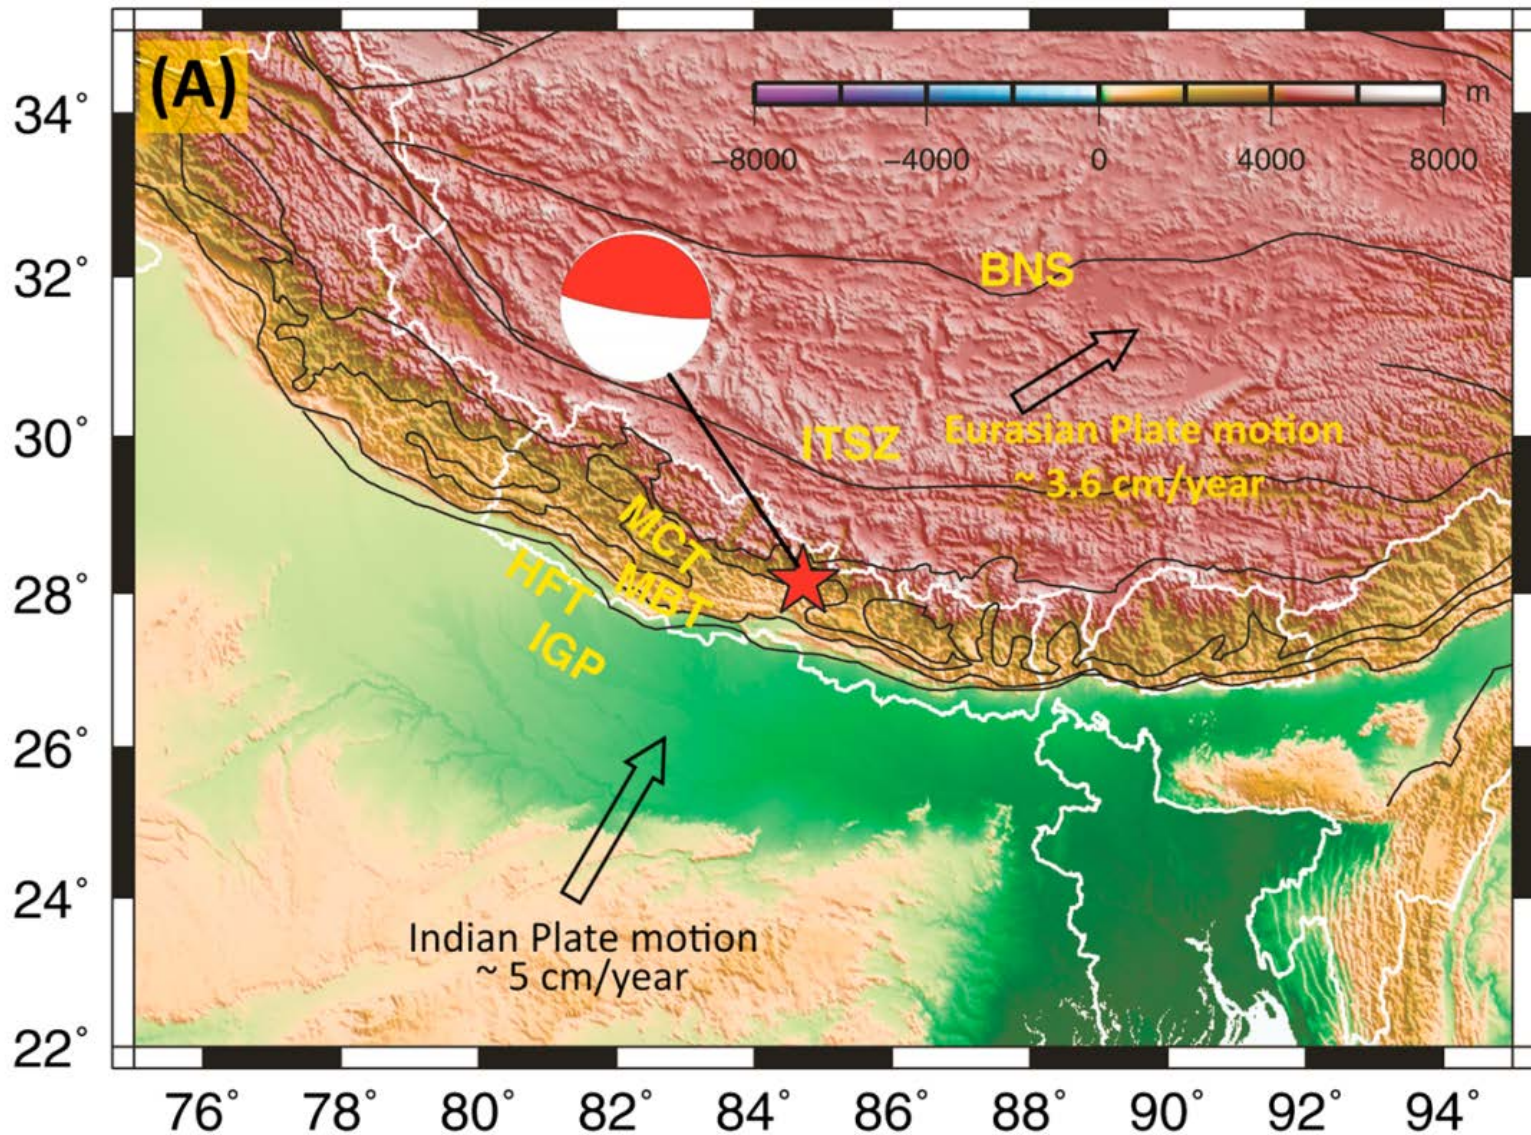 (A)
m
−8000 −4000 0 4000 8000
34°
32°
30°
28°
26°
24°
22°
BNS
ITSZ
Eurasian Plate motion
~ 3.6 cm/year
MCT
MBT
HFT
IGP
Indian Plate motion
~ 5 cm/year
76° 78° 80° 82° 84° 86° 88° 90° 92° 94°